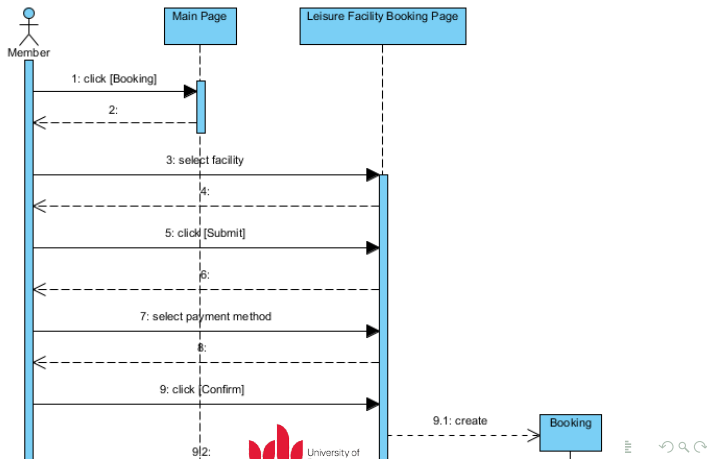 Main Page
Leisure Facility Booking Page
Member
1: click [Booking]
2:
3: select facility
4:
5: click [Submit]
6:
7: select payment method
8:
9: click [Confirm]
9.1: create
Booking
9.2:
University of